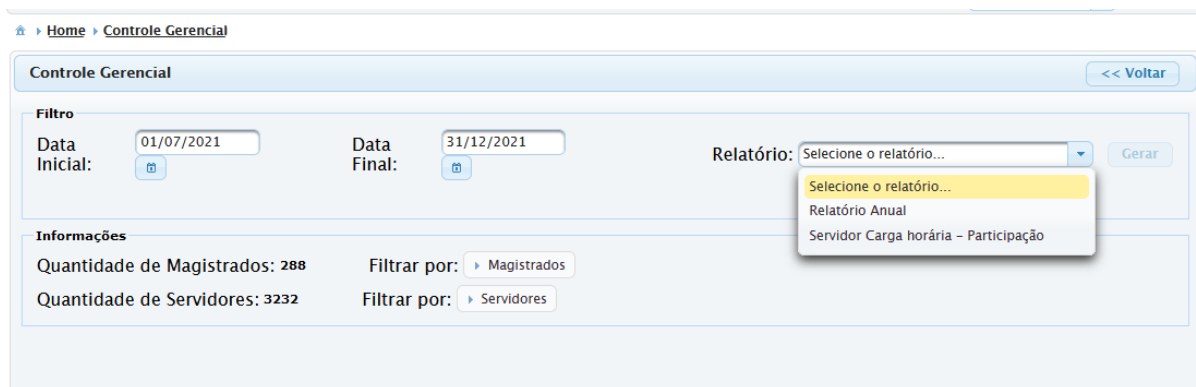 Home Controle Gerencial
Controle Gerencial
<< Voltar
Filtro
Data Inicial:
01/07/2021
Data Final:
31/12/2021
Relatório:
Selecione o relatório...
Gerar
Selecione o relatório...
Relatório Anual
Servidor Carga horária – Participação
Informações
Quantidade de Magistrados: 288
Filtrar por:
Magistrados
Quantidade de Servidores: 3232
Filtrar por:
Servidores